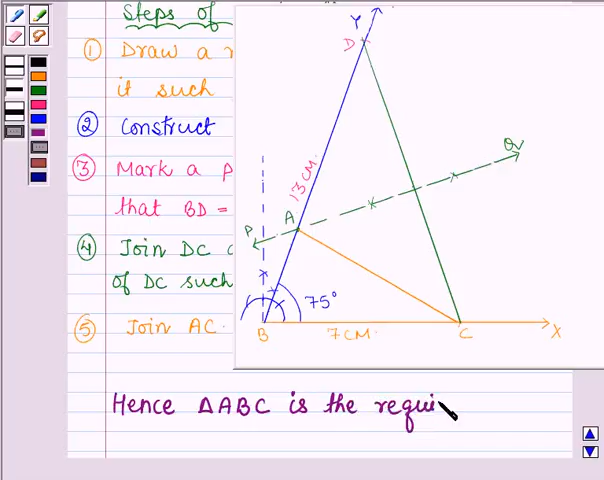 Steps of
① Draw a
it such
② Construct
③ Mark a P
that BD =
④ Join DC
of DC such
⑤ Join AC.
Hence ΔABC is the requi
Y
D
13 CM.
Q
A
P
75°
B
7 CM.
C
X